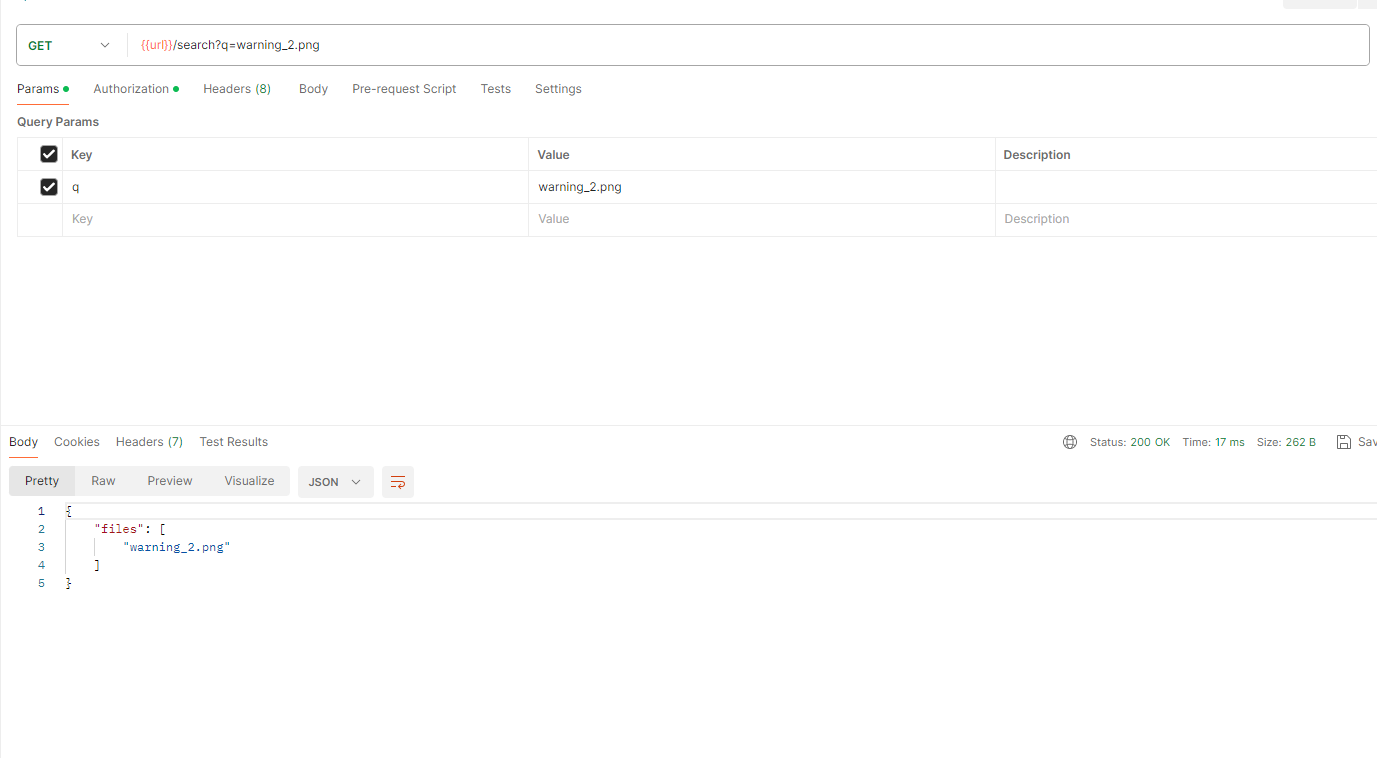 GET {{url}}/search?q=warning_2.png
Params Authorization Headers (8) Body Pre-request Script Tests Settings
Query Params
Key Value Description
q warning_2.png
Key Value Description
Body Cookies Headers (7) Test Results Status: 200 OK Time: 17 ms Size: 262 B Sav
Pretty Raw Preview Visualize JSON
1 {
2 "files": [
3 "warning_2.png"
4 ]
5 }